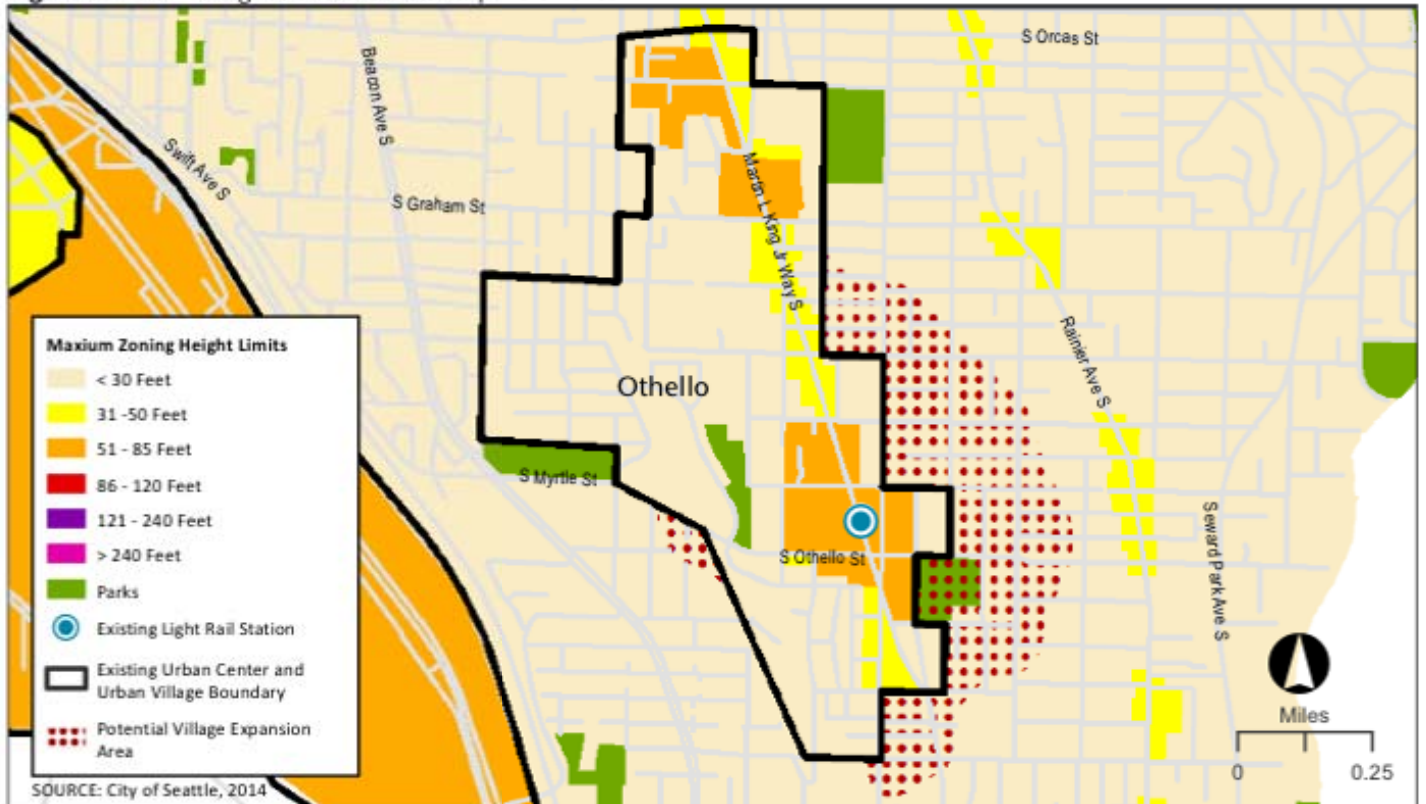 S Orcas St
Beacon Ave S
Swift Ave S
S Graham St
Martin L King Jr Way S
Rainier Ave S
Othello
S Myrtle St
S Othello St
Seward Park Ave S
Maxium Zoning Height Limits
< 30 Feet
31 -50 Feet
51 - 85 Feet
86 - 120 Feet
121 - 240 Feet
> 240 Feet
Parks
Existing Light Rail Station
Existing Urban Center and
Urban Village Boundary
Potential Village Expansion
Area
SOURCE: City of Seattle, 2014
Miles
0 0.25